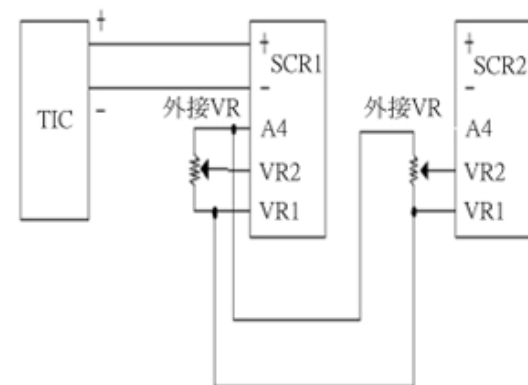 +
TIC
-
+
SCR1
-
外接VR
A4
VR2
VR1
+
SCR2
-
外接VR
A4
VR2
VR1